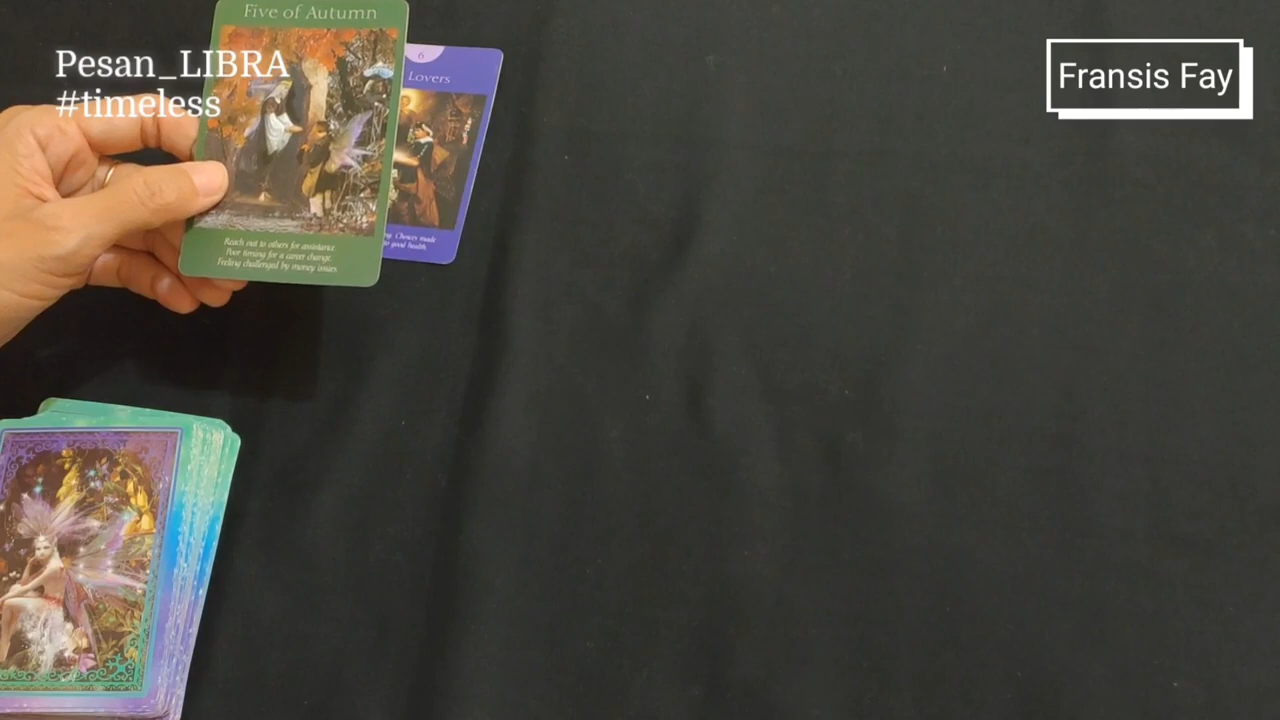 Five of Autumn
Reach out to others for assistance.
Poor timing for a career change.
Feeling challenged by money issues.
6
Lovers
Choices made
good health
Pesan_LIBRA
#timeless
Fransis Fay